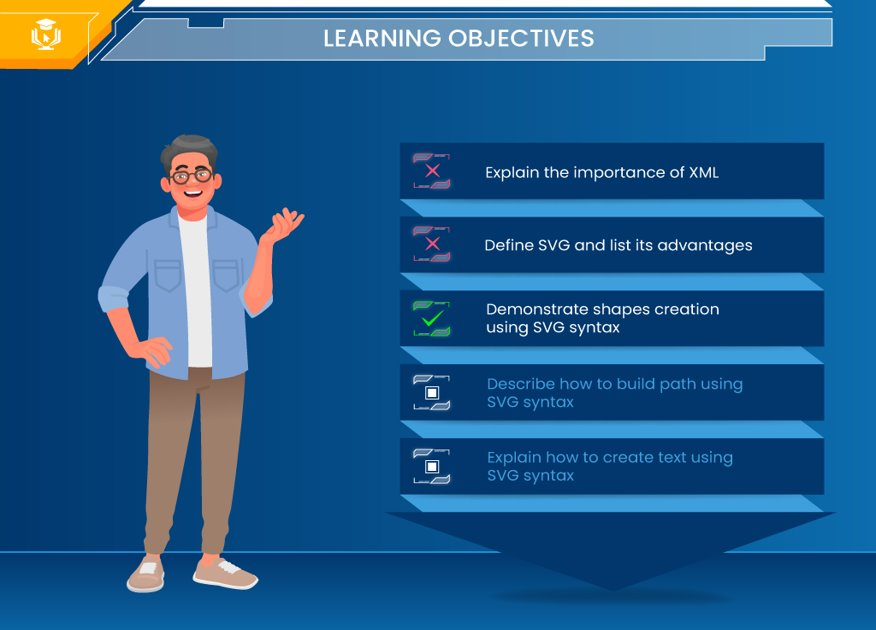 LEARNING OBJECTIVES
Explain the importance of XML
Define SVG and list its advantages
Demonstrate shapes creation
using SVG syntax
Describe how to build path using
SVG syntax
Explain how to create text using
SVG syntax